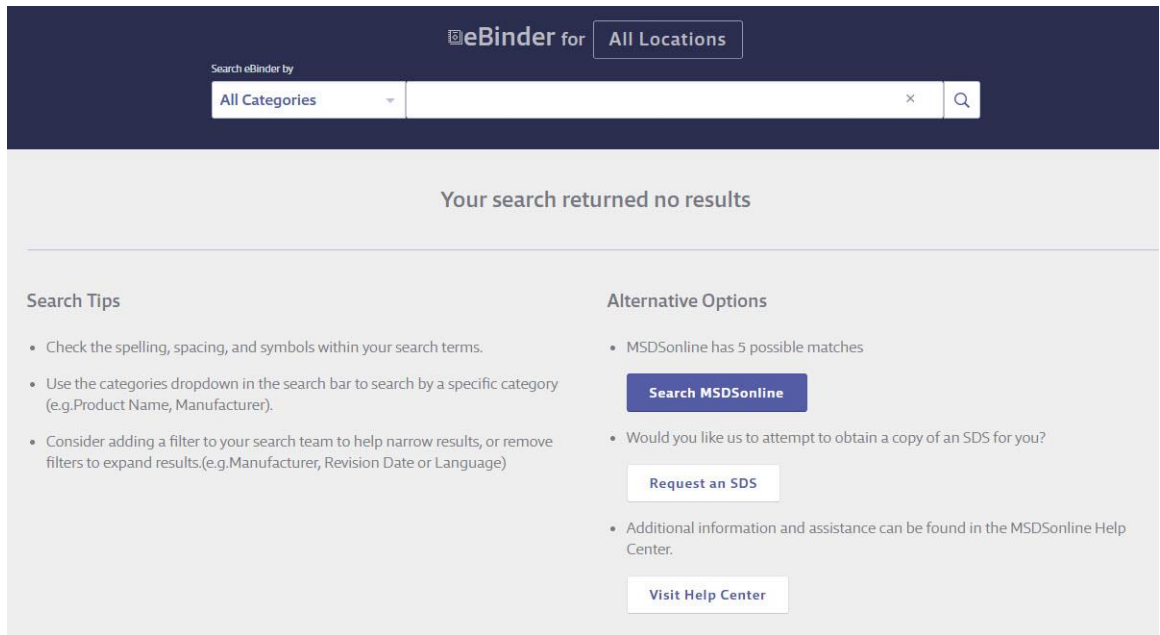 eBinder for All Locations
Search eBinder by
All Categories
Your search returned no results
Search Tips
• Check the spelling, spacing, and symbols within your search terms.
• Use the categories dropdown in the search bar to search by a specific category
(e.g.Product Name, Manufacturer).
• Consider adding a filter to your search team to help narrow results, or remove
filters to expand results.(e.g.Manufacturer, Revision Date or Language)
Alternative Options
• MSDSonline has 5 possible matches
Search MSDSonline
• Would you like us to attempt to obtain a copy of an SDS for you?
Request an SDS
• Additional information and assistance can be found in the MSDSonline Help
Center.
Visit Help Center